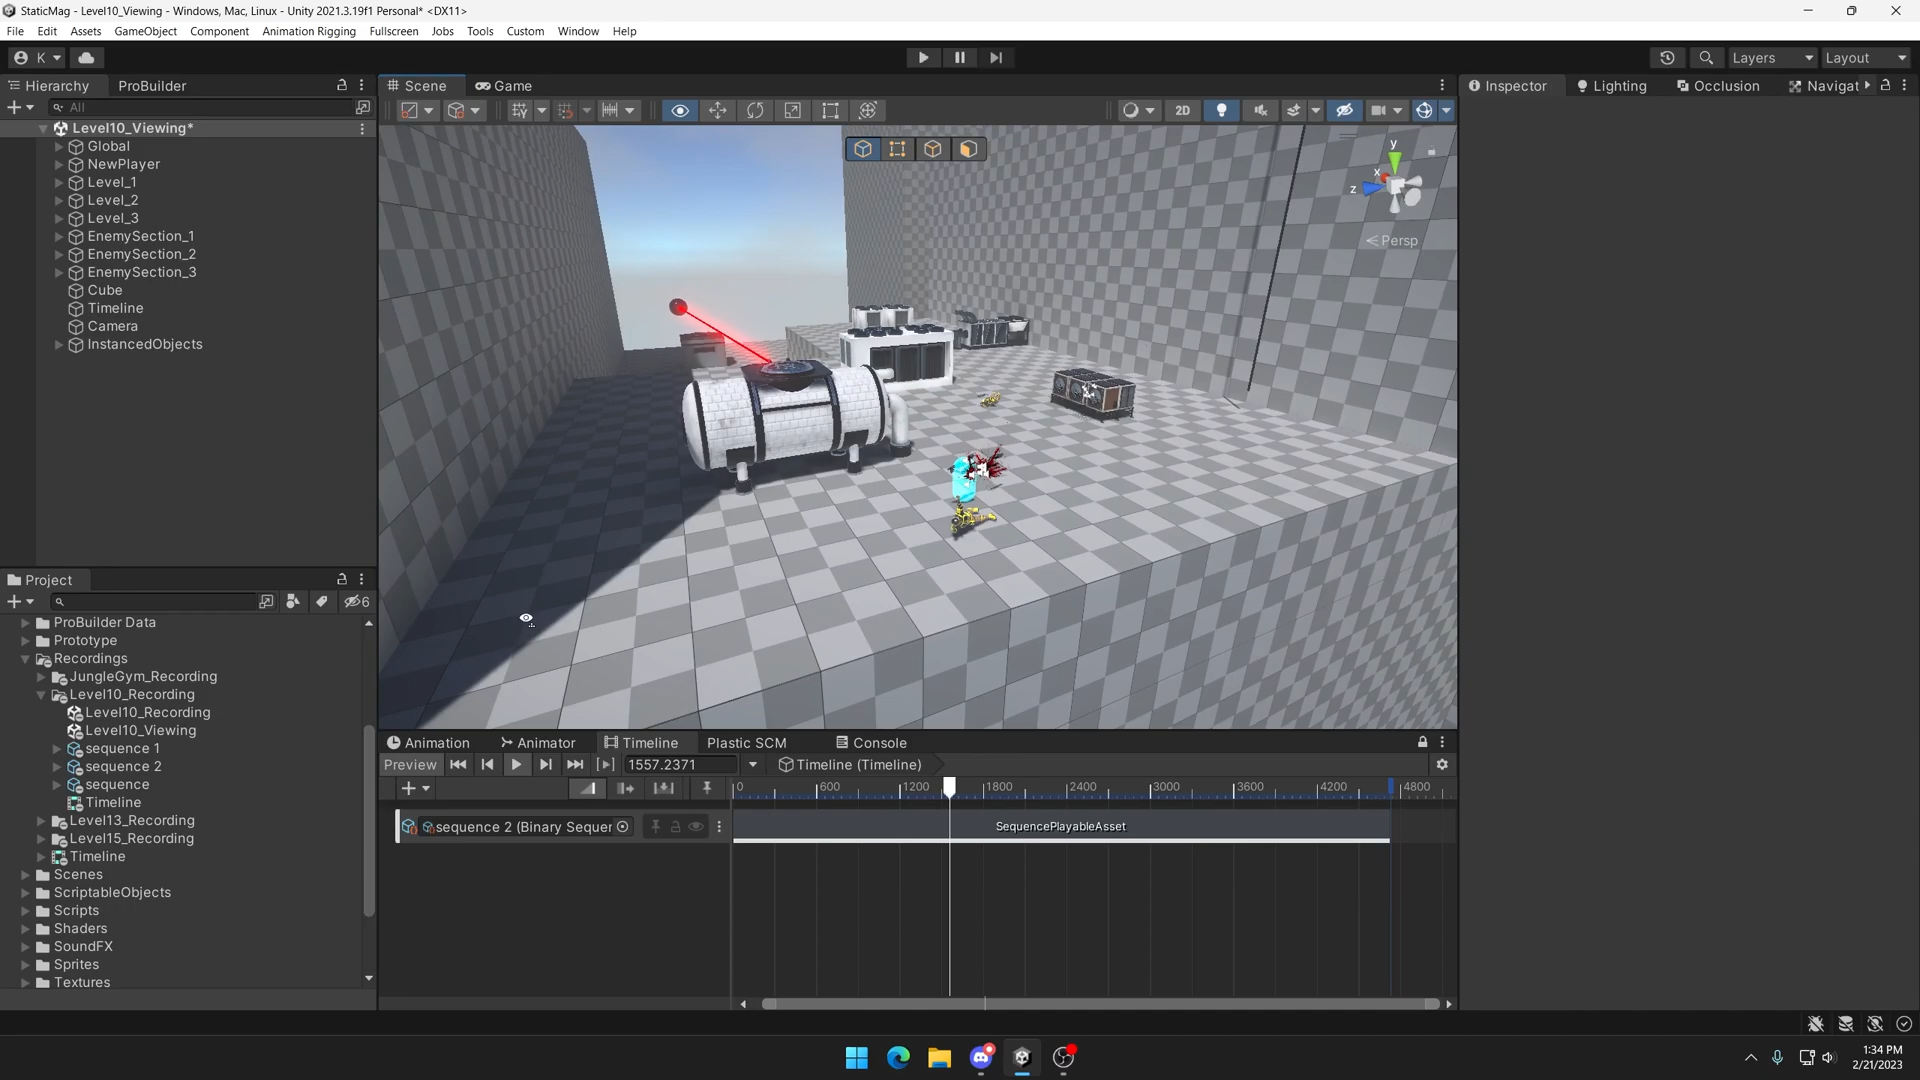 StaticMag - Level10_Viewing - Windows, Mac, Linux - Unity 2021.3.19f1 Personal* <DX11>
File Edit Assets GameObject Component Animation Rigging Fullscreen Jobs Tools Custom Window Help
K Layers Layout
Hierarchy ProBuilder
All
Level10_Viewing*
Global
NewPlayer
Level_1
Level_2
Level_3
EnemySection_1
EnemySection_2
EnemySection_3
Cube
Timeline
Camera
InstancedObjects
Scene Game
2D
y
x
z
Persp
Inspector Lighting Occlusion Navigat
Project
6
ProBuilder Data
Prototype
Recordings
JungleGym_Recording
Level10_Recording
Level10_Recording
Level10_Viewing
sequence 1
sequence 2
sequence
Timeline
Level13_Recording
Level15_Recording
Timeline
Scenes
ScriptableObjects
Scripts
Shaders
SoundFX
Sprites
Textures
Animation Animator Timeline Plastic SCM Console
Preview 1557.2371 Timeline (Timeline)
0 600 1200 1800 2400 3000 3600 4200 4800
sequence 2 (Binary Sequer SequencePlayableAsset
1:34 PM
2/21/2023